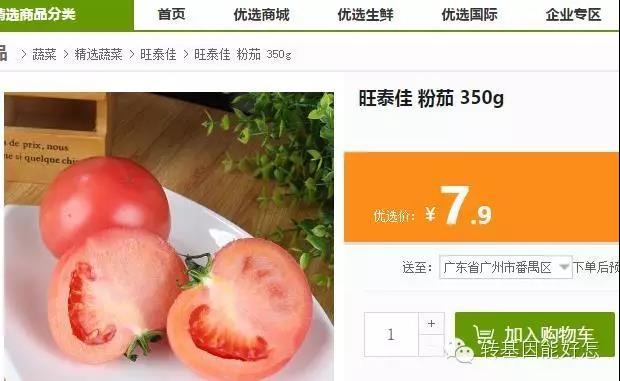 精选商品分类
首页 优选商城 优选生鲜 优选国际 企业专区
品 > 蔬菜 > 精选蔬菜 > 旺泰佳 > 旺泰佳 粉茄 350g
旺泰佳 粉茄 350g
de prix, nous
si quelque chi
优选价：¥ 7.9
送至： 广东省广州市番禺区 下单后预
1 + - 加入购物车
转基因能好怎